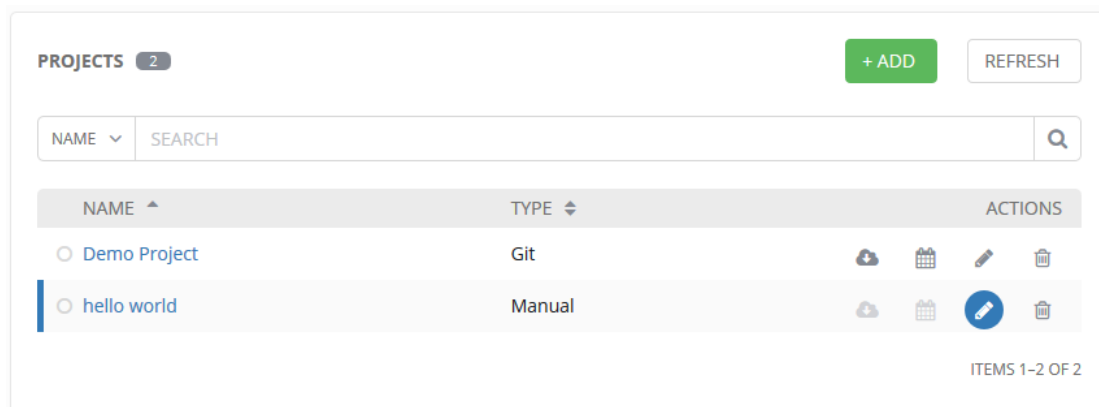 PROJECTS 2 + ADD REFRESH
NAME SEARCH
NAME TYPE ACTIONS
Demo Project Git
hello world Manual
ITEMS 1–2 OF 2